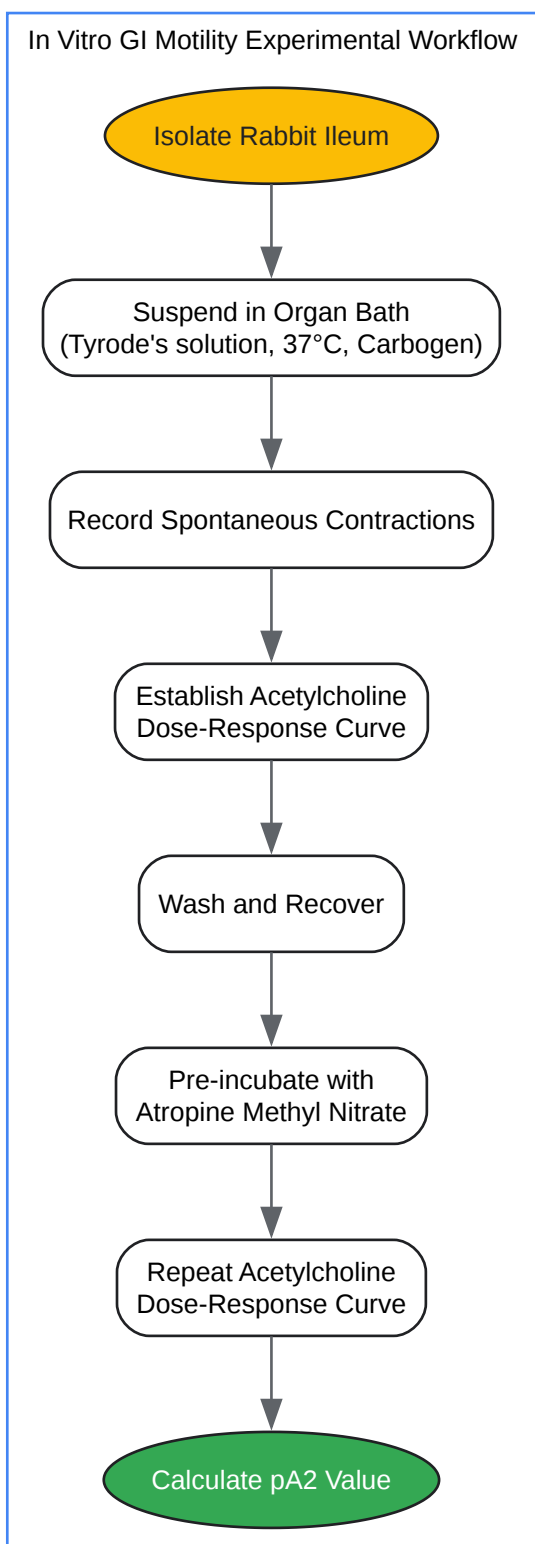 In Vitro GI Motility Experimental Workflow
Isolate Rabbit Ileum
Suspend in Organ Bath
(Tyrode's solution, 37°C, Carbogen)
Record Spontaneous Contractions
Establish Acetylcholine
Dose-Response Curve
Wash and Recover
Pre-incubate with
Atropine Methyl Nitrate
Repeat Acetylcholine
Dose-Response Curve
Calculate pA2 Value